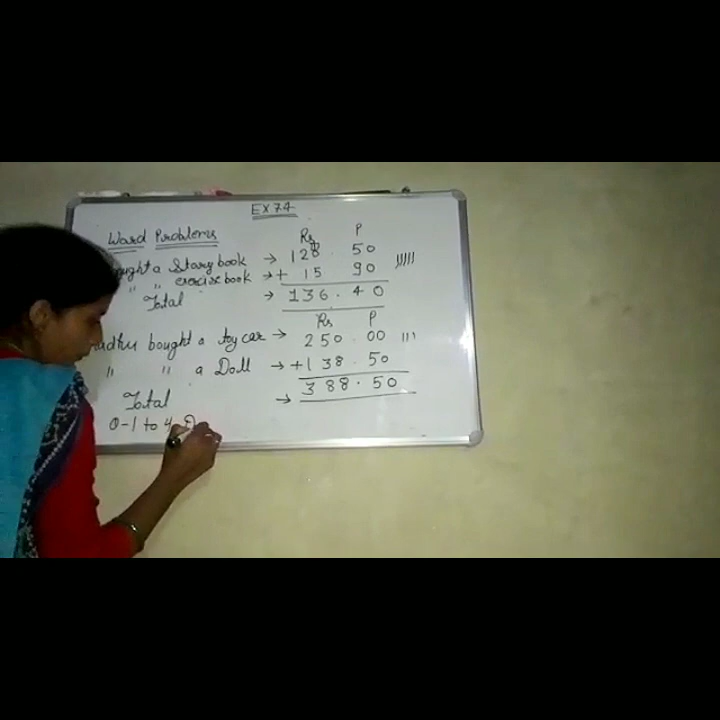 EX 7.4
Word Problems
Rs P
bought a Story book → 128 . 50
" " exercise book → + 15 90
Total → 136 . 40
Rs P
bought a toy car → 250 . 00
" " a Doll → + 138 . 50
Total → 388 . 50
Q-1 to 4